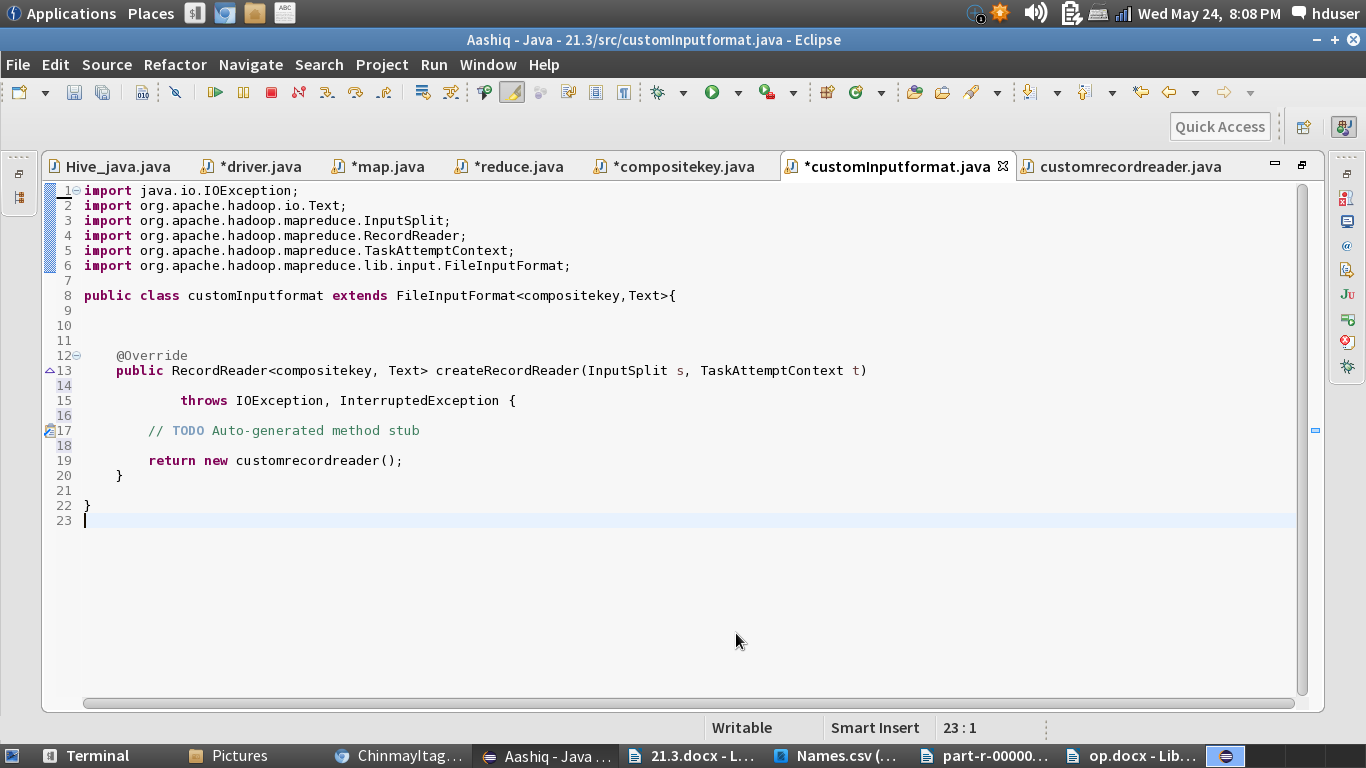 Applications Places Wed May 24, 8:08 PM hduser
Aashiq - Java - 21.3/src/customInputformat.java - Eclipse
File Edit Source Refactor Navigate Search Project Run Window Help
Quick Access
Hive_java.java *driver.java *map.java *reduce.java *compositekey.java *customInputformat.java customrecordreader.java
1 import java.io.IOException;
2 import org.apache.hadoop.io.Text;
3 import org.apache.hadoop.mapreduce.InputSplit;
4 import org.apache.hadoop.mapreduce.RecordReader;
5 import org.apache.hadoop.mapreduce.TaskAttemptContext;
6 import org.apache.hadoop.mapreduce.lib.input.FileInputFormat;
7
8 public class customInputformat extends FileInputFormat<compositekey,Text>{
9
10
11
12 @Override
13 public RecordReader<compositekey, Text> createRecordReader(InputSplit s, TaskAttemptContext t)
14
15 throws IOException, InterruptedException {
16
17 // TODO Auto-generated method stub
18
19 return new customrecordreader();
20 }
21
22 }
23
Writable Smart Insert 23 : 1
Terminal Pictures ChinmayItag... Aashiq - Java ... 21.3.docx - L... Names.csv (... part-r-00000... op.docx - Lib...